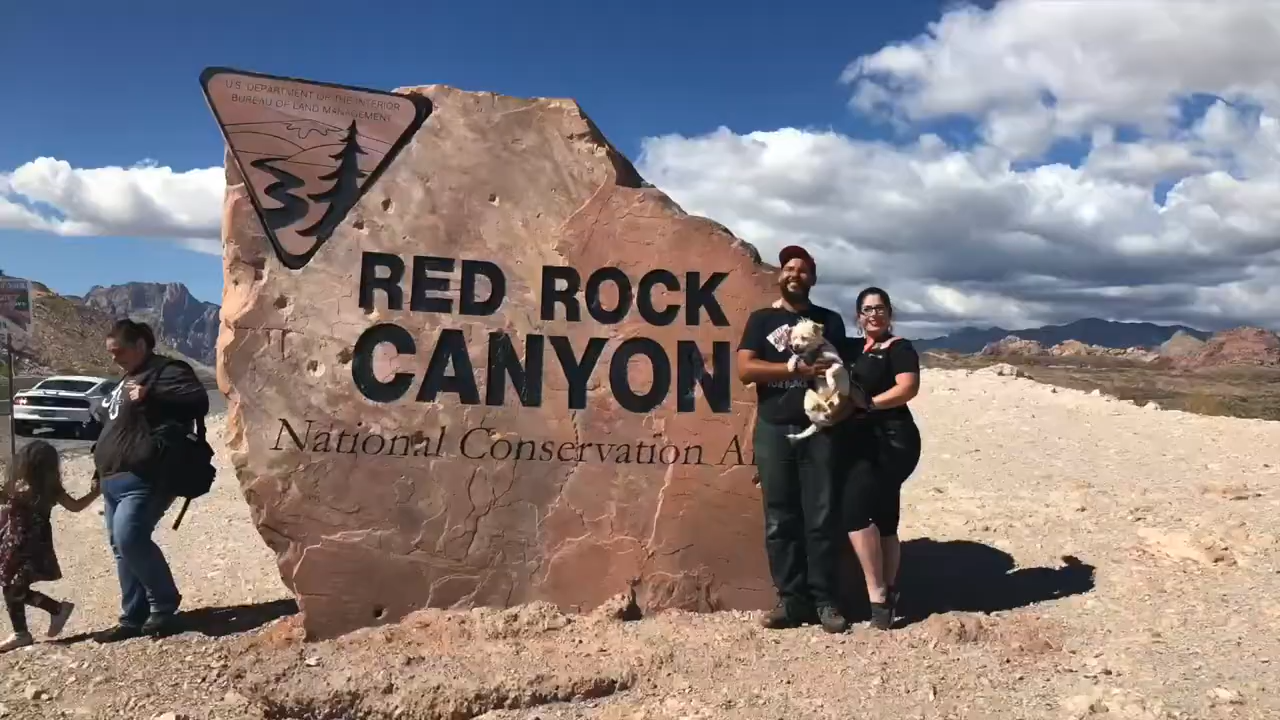 U.S. DEPARTMENT OF THE INTERIOR
BUREAU OF LAND MANAGEMENT
RED ROCK
CANYON
National Conservation A